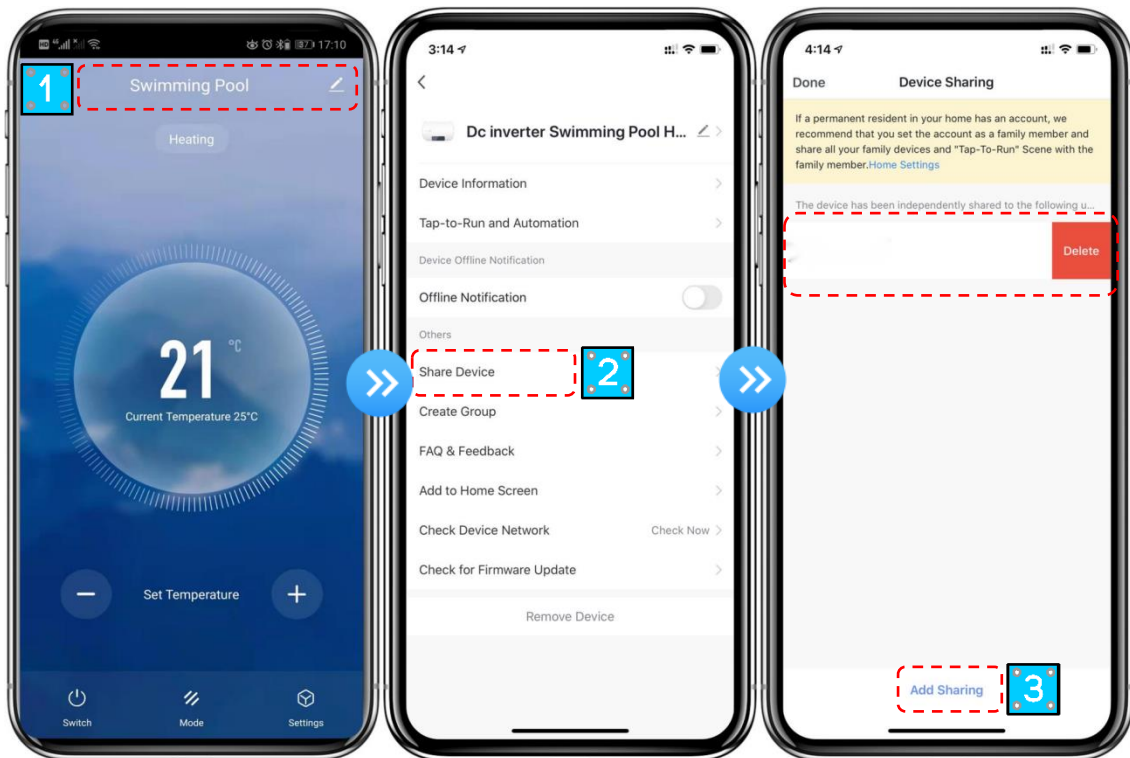 17:10
1
Swimming Pool
Heating
21 °C
Current Temperature 25°C
Set Temperature
Switch
Mode
Settings
3:14
Dc inverter Swimming Pool H...
Device Information
Tap-to-Run and Automation
Device Offline Notification
Offline Notification
Others
Share Device
2
Create Group
FAQ & Feedback
Add to Home Screen
Check Device Network Check Now
Check for Firmware Update
Remove Device
4:14
Done Device Sharing
If a permanent resident in your home has an account, we
recommend that you set the account as a family member and
share all your family devices and "Tap-To-Run" Scene with the
family member.Home Settings
The device has been independently shared to the following u...
Delete
Add Sharing
3